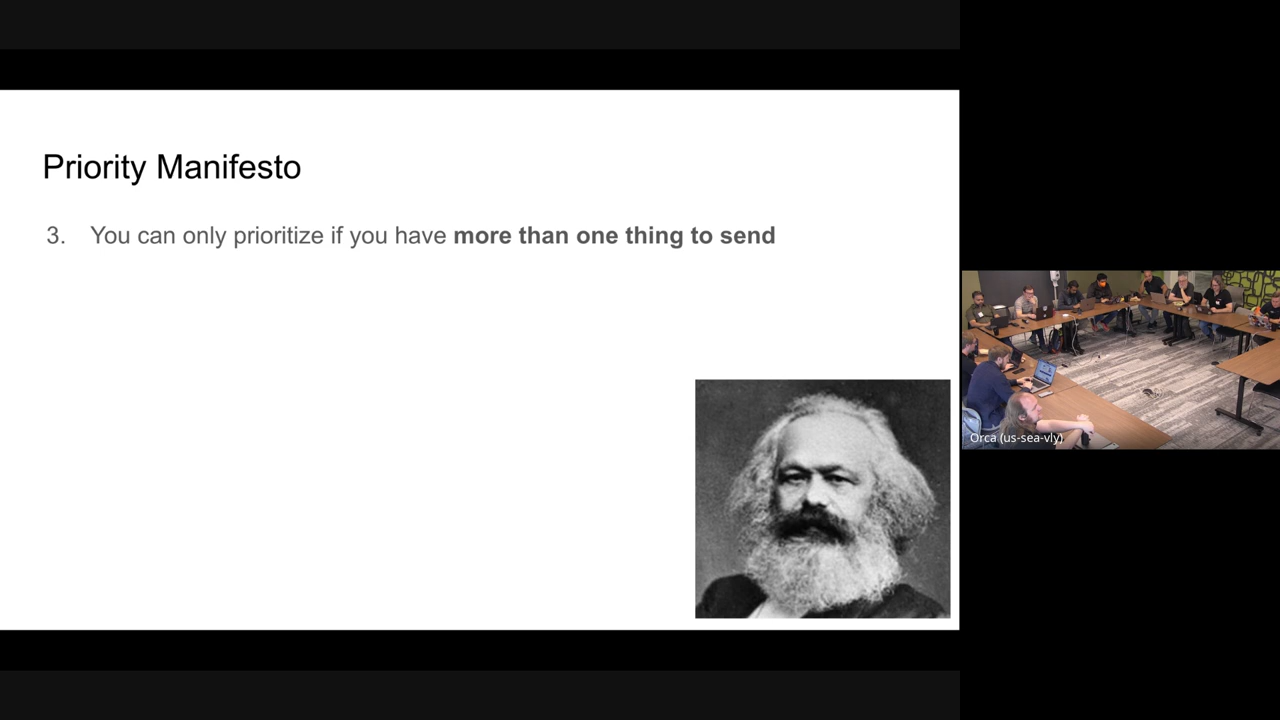 Priority Manifesto
3. You can only prioritize if you have more than one thing to send
Orca (us-sea-vly)